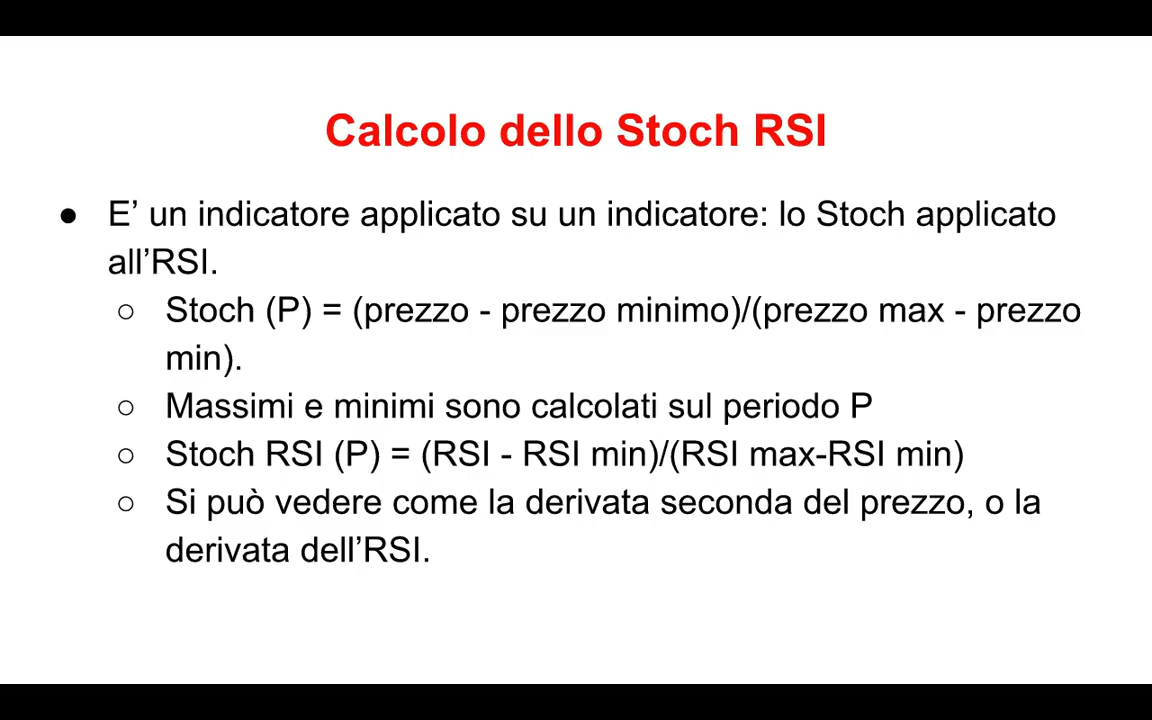 Calcolo dello Stoch RSI
● E’ un indicatore applicato su un indicatore: lo Stoch applicato
all’RSI.
○ Stoch (P) = (prezzo - prezzo minimo)/(prezzo max - prezzo
min).
○ Massimi e minimi sono calcolati sul periodo P
○ Stoch RSI (P) = (RSI - RSI min)/(RSI max-RSI min)
○ Si può vedere come la derivata seconda del prezzo, o la
derivata dell’RSI.